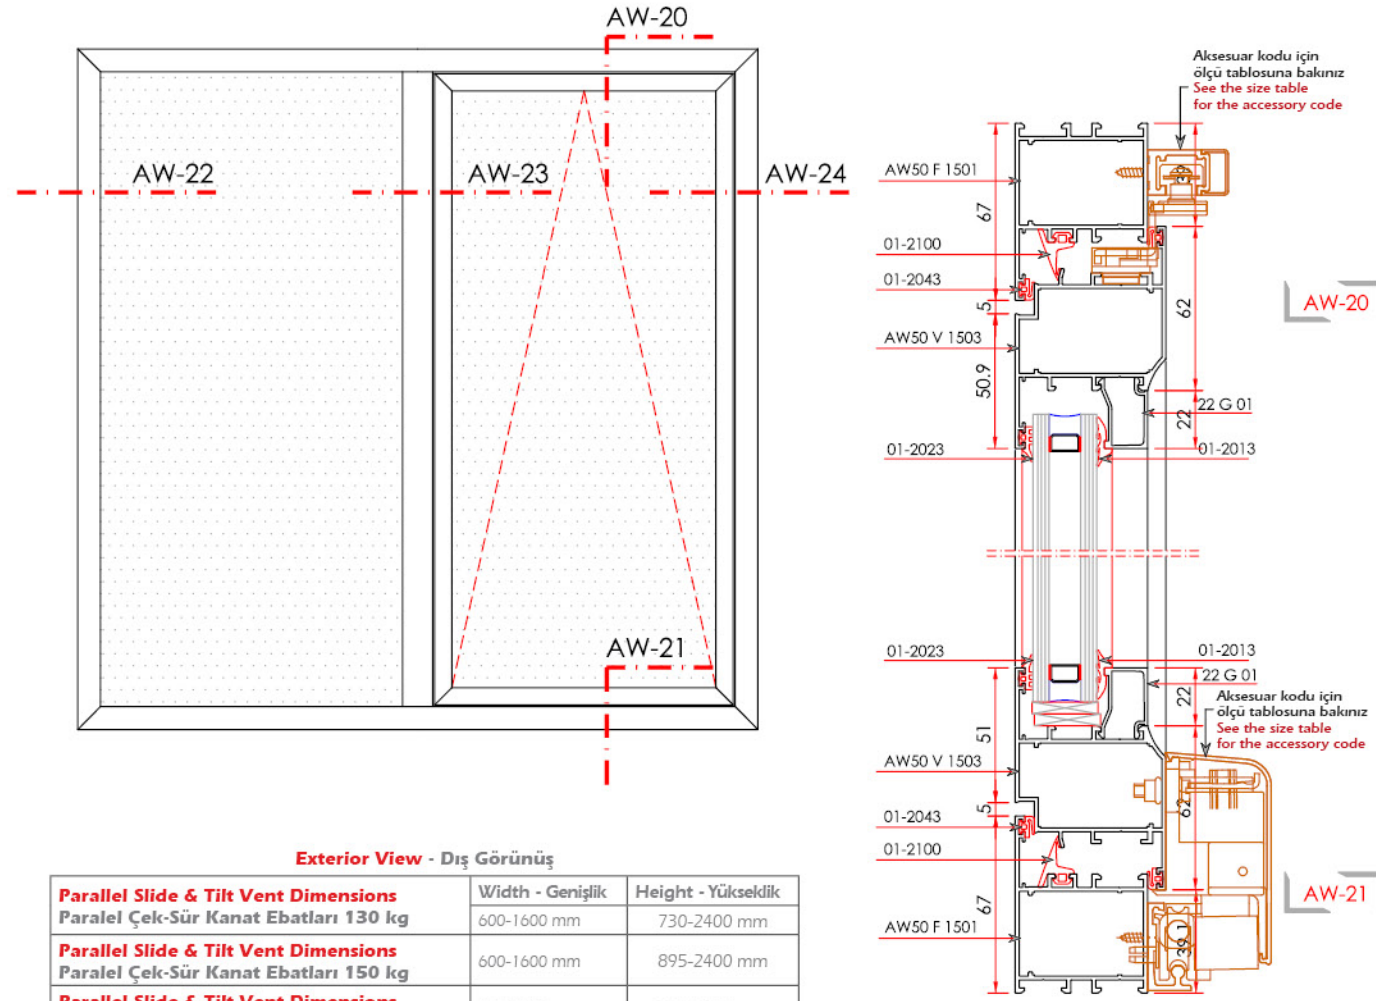 AW-20
AW-22
AW-23
AW-24
AW-21
Exterior View - Dış Görünüş
Parallel Slide & Tilt Vent Dimensions
Paralel Çek-Sür Kanat Ebatları 130 kg
Width - Genişlik
Height - Yükseklik
600-1600 mm
730-2400 mm
Parallel Slide & Tilt Vent Dimensions
Paralel Çek-Sür Kanat Ebatları 150 kg
600-1600 mm
895-2400 mm
Parallel Slide & Tilt Vent Dimensions
Aksesuar kodu için
ölçü tablosuna bakınız
See the size table
for the accessory code
AW50 F 1501
67
01-2100
01-2043
5
62
AW-20
AW50 V 1503
50.9
22
22 G 01
01-2023
01-2013
01-2023
01-2013
22 G 01
22
Aksesuar kodu için
ölçü tablosuna bakınız
See the size table
for the accessory code
51
AW50 V 1503
5
62
01-2043
01-2100
67
AW-21
AW50 F 1501
39.1